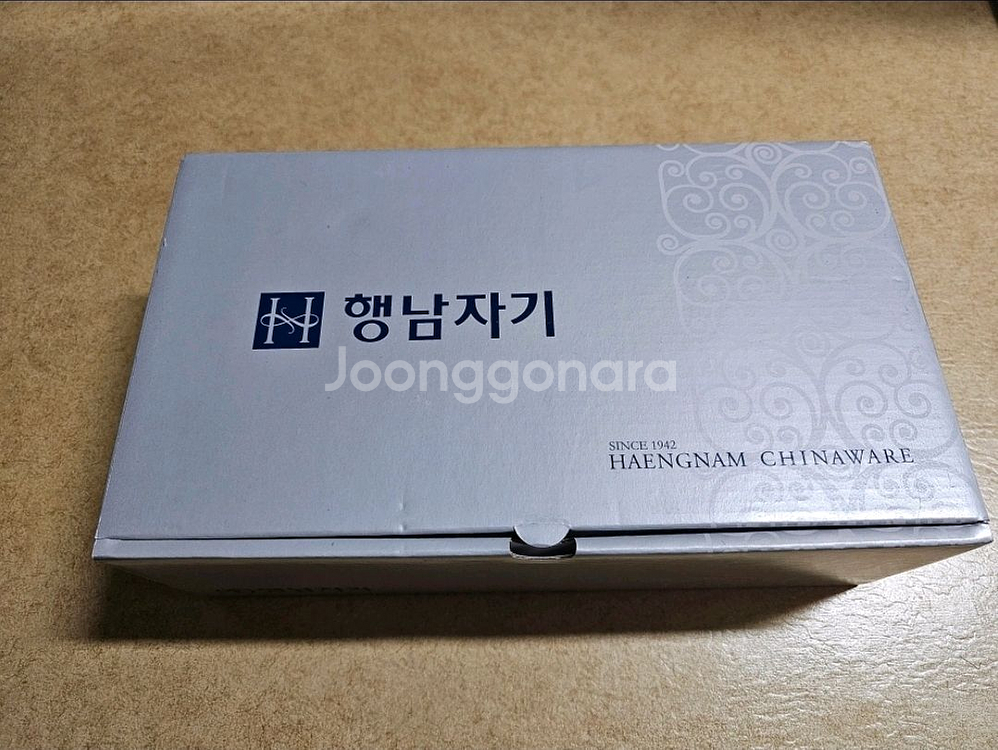 H 행남자기
Joonggonara
SINCE 1942
HAENGNAM CHINAWARE